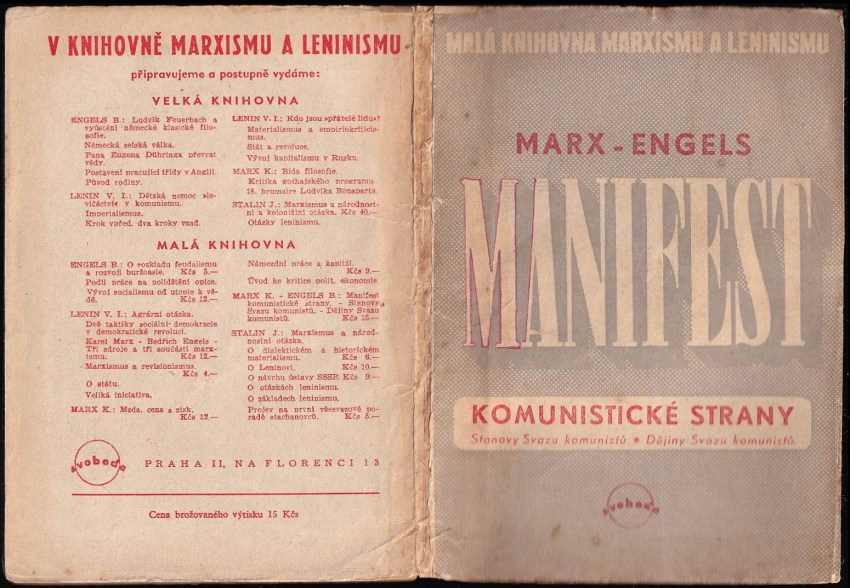 V KNIHOVNĚ MARXISMU A LENINISMU
připravujeme a postupně vydáme:
VELKÁ KNIHOVNA
ENGELS B.: Ludvík Feuerbach a
vyústění německé klasické filo-
sofie.
Německá selská válka.
Pana Eugena Dühringa převrat
vědy.
Postavení pracující třídy v Anglii.
Původ rodiny.
LENIN V. I.: Dětská nemoc »le-
vičáctví« v komunismu.
Imperialismus.
Krok vpřed, dva kroky vzad.
LENIN V. I.: Kdo jsou »přátelé lidu«?
Materialismus a empiriokriticis-
mus.
Stát a revoluce.
Vývoj kapitalismu v Rusku.
MARX K.: Bída filosofie.
Kritika gothajského programu.
18. brumaire Ludvíka Bonaparta.
STALIN J.: Marxismus a národnost-
ní a koloniální otázka. Kčs 40.—
Otázky leninismu.
MALÁ KNIHOVNA
ENGELS B.: O rozkladu feudalismu
a rozvoji buržoasie. Kčs 5.—
Podíl práce na polidštění opice.
Vývoj socialismu od utopie k vě-
dě. Kčs 12.—
LENIN V. I.: Agrární otázka.
Dvě taktiky sociální demokracie
v demokratické revoluci.
Karel Marx - Bedřich Engels -
Tři zdroje a tři součásti marx-
ismu. Kčs 12.—
Marxismus a revisionismus.
Kčs 4.—
O státu.
Veliká iniciativa.
MARX K.: Mzda, cena a zisk.
Kčs 12.—
Námezdní práce a kapitál.
Kčs 9.—
Úvod ke kritice polit. ekonomie.
MARX K. - ENGELS B.: Manifest
komunistické strany. - Stanovy
Svazu komunistů. - Dějiny Svazu
komunistů. Kčs 15.—
STALIN J.: Marxismus a národ-
nostní otázka.
O dialektickém a historickém
materialismu. Kčs 6.—
O Leninovi. Kčs 10.—
O návrhu ústavy SSSR Kčs 9.—
O otázkách leninismu.
O základech leninismu.
Projev na první všesvazové po-
radě stachanovců. Kčs 5.—
svoboda
PRAHA II, NA FLORENCI 13
Cena brožovaného výtisku 15 Kčs
MALÁ KNIHOVNA MARXISMU A LENINISMU
MARX - ENGELS
MANIFEST
KOMUNISTICKÉ STRANY
Stanovy Svazu komunistů • Dějiny Svazu komunistů
svoboda